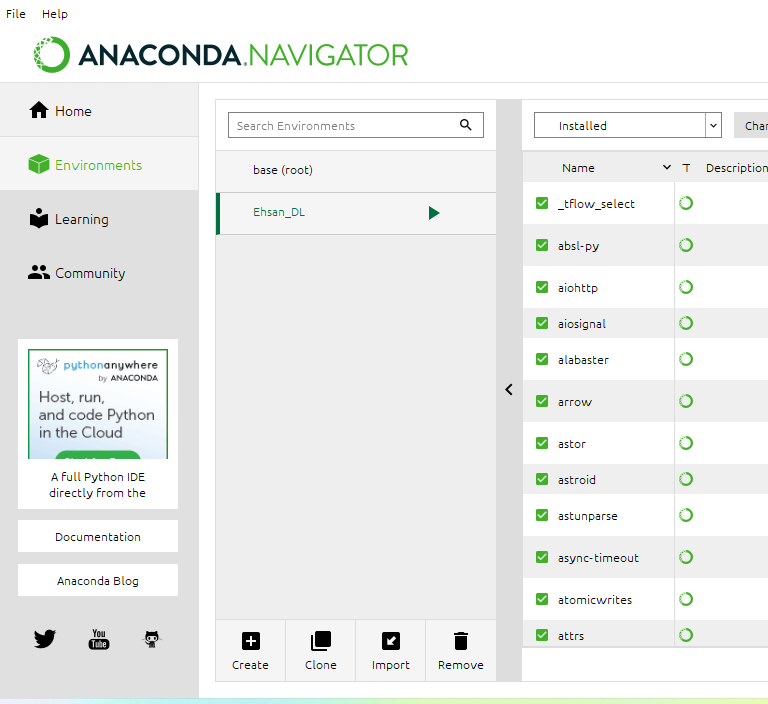 File Help
ANACONDA.NAVIGATOR
Home
Environments
Learning
Community
pythonanywhere
by ANACONDA
Host, run,
and code Python
in the Cloud
A full Python IDE
directly from the
Documentation
Anaconda Blog
You
Tube
Search Environments
base (root)
Ehsan_DL
Create Clone Import Remove
Installed
Name T Description
_tflow_select
absl-py
aiohttp
aiosignal
alabaster
arrow
astor
astroid
astunparse
async-timeout
atomicwrites
attrs